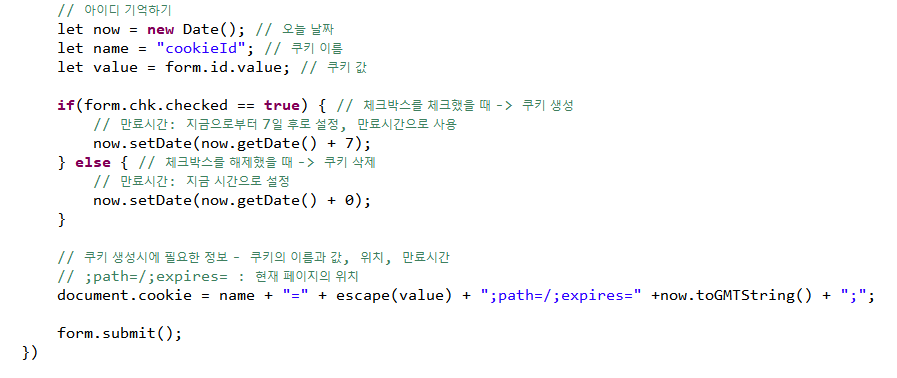 // 아이디 기억하기
let now = new Date(); // 오늘 날짜
let name = "cookieId"; // 쿠키 이름
let value = form.id.value; // 쿠키 값
if(form.chk.checked == true) { // 체크박스를 체크했을 때 -> 쿠키 생성
// 만료시간: 지금으로부터 7일 후로 설정, 만료시간으로 사용
now.setDate(now.getDate() + 7);
} else { // 체크박스를 해제했을 때 -> 쿠키 삭제
// 만료시간: 지금 시간으로 설정
now.setDate(now.getDate() + 0);
}
// 쿠키 생성시에 필요한 정보 - 쿠키의 이름과 값, 위치, 만료시간
// ;path=/;expires= : 현재 페이지의 위치
document.cookie = name + "=" + escape(value) + ";path=/;expires=" +now.toGMTString() + ";";
form.submit();
})